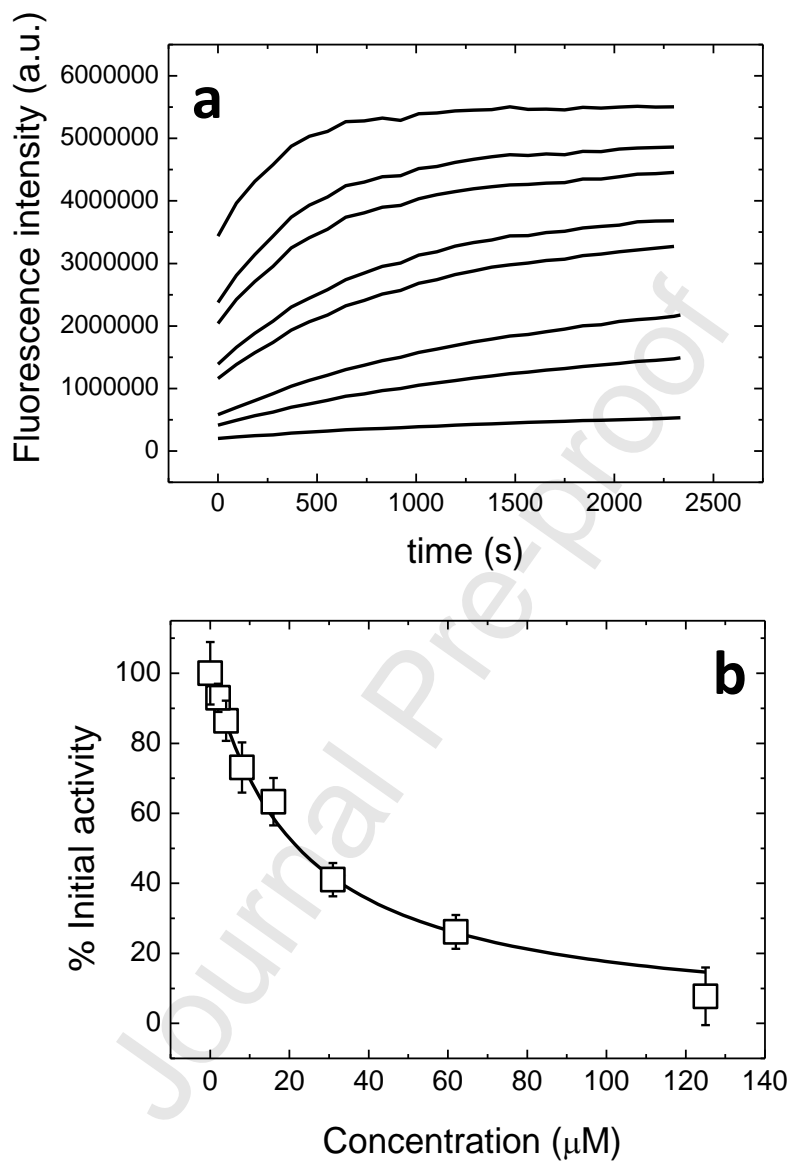 a
Fluorescence intensity (a.u.)
6000000
5000000
4000000
3000000
2000000
1000000
0
0 500 1000 1500 2000 2500
time (s)
b
% Initial activity
100
80
60
40
20
0
0 20 40 60 80 100 120 140
Concentration (μM)
Journal Pre-proof